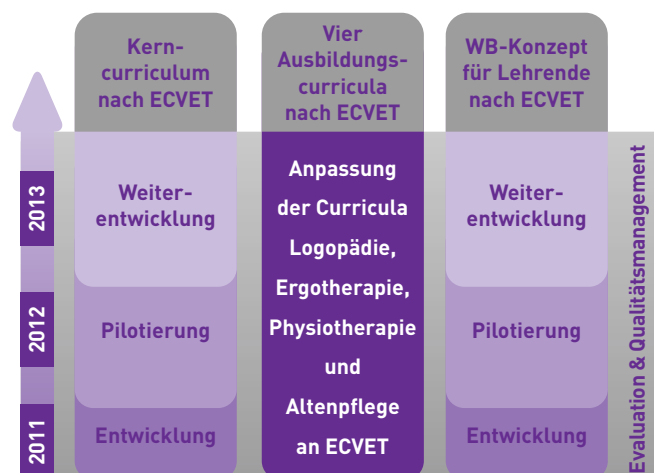 Kern-
curriculum
nach ECVET
Vier
Ausbildungs-
curricula
nach ECVET
WB-Konzept
für Lehrende
nach ECVET
2013
2012
2011
Weiter-
entwicklung
Pilotierung
Entwicklung
Anpassung
der Curricula
Logopädie,
Ergotherapie,
Physiotherapie
und
Altenpflege
an ECVET
Weiter-
entwicklung
Pilotierung
Entwicklung
Evaluation & Qualitätsmanagement